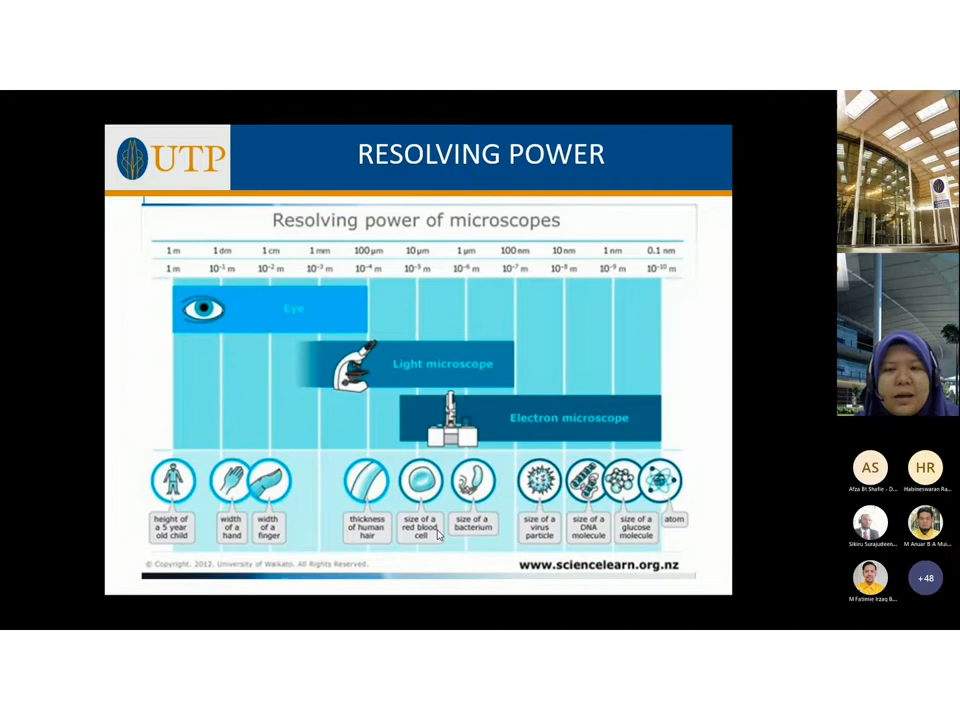 UTP
RESOLVING POWER
Resolving power of microscopes
1 m 1 dm 1 cm 1 mm 100 µm 10 µm 1 µm 100 nm 10 nm 1 nm 0.1 nm
1 m 10⁻¹ m 10⁻² m 10⁻³ m 10⁻⁴ m 10⁻⁵ m 10⁻⁶ m 10⁻⁷ m 10⁻⁸ m 10⁻⁹ m 10⁻¹⁰ m
Eye
Light microscope
Electron microscope
height of
a 5 year
old child
width
of a
hand
width
of a
finger
thickness
of human
hair
size of a
red blood
cell
size of a
bacterium
size of a
virus
particle
size of a
DNA
molecule
size of a
glucose
molecule
atom
© Copyright. 2012. University of Waikato. All Rights Reserved.
www.sciencelearn.org.nz
AS
HR
Afza Bt Shafie - D...
Habineswaran Ra...
Sikiru Surajudeen...
M Anuar B A Mui...
M Fatimie Irzaq B...
+48